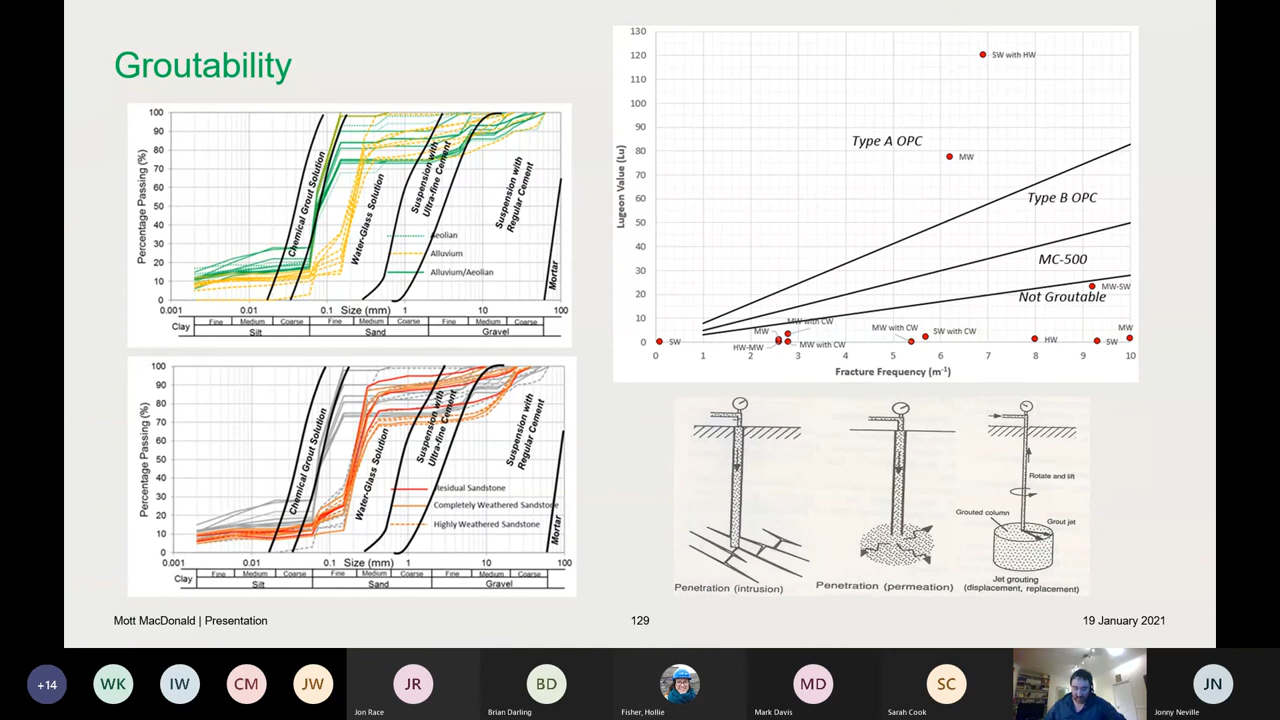 Groutability
100
90
80
70
60
50
40
30
20
10
0
Percentage Passing (%)
Chemical Grout Solution
Water-Glass Solution
Suspension with
Ultra-fine Cement
Suspension with
Regular Cement
Mortar
Aeolian
Alluvium
Alluvium/Aeolian
0.001 0.01 0.1 Size (mm) 1 10 100
Clay Fine Medium Coarse Fine Medium Coarse Fine Medium Coarse
Silt Sand Gravel
100
90
80
70
60
50
40
30
20
10
0
Percentage Passing (%)
Chemical Grout Solution
Water-Glass Solution
Suspension with
Ultra-fine Cement
Suspension with
Regular Cement
Mortar
Residual Sandstone
Completely Weathered Sandstone
Highly Weathered Sandstone
0.001 0.01 0.1 Size (mm) 1 10 100
Clay Fine Medium Coarse Fine Medium Coarse Fine Medium Coarse
Silt Sand Gravel
130
120
110
100
90
80
70
60
50
40
30
20
10
0
Lugeon Value (Lu)
SW with HW
Type A OPC
MW
Type B OPC
MC-500
MW-SW
Not Groutable
MW with CW
MW
MW with CW
SW with CW
MW
SW
HW-MW
MW with CW
HW
SW
0 1 2 3 4 5 6 7 8 9 10
Fracture Frequency (m-1)
Penetration (intrusion)
Penetration (permeation)
Rotate and lift
Grouted column
Grout jet
Jet grouting
(displacement, replacement)
Mott MacDonald | Presentation
129
19 January 2021
+14
WK
IW
CM
JW
JR
Jon Race
BD
Brian Darling
Fisher, Hollie
MD
Mark Davis
SC
Sarah Cook
JN
Jonny Neville